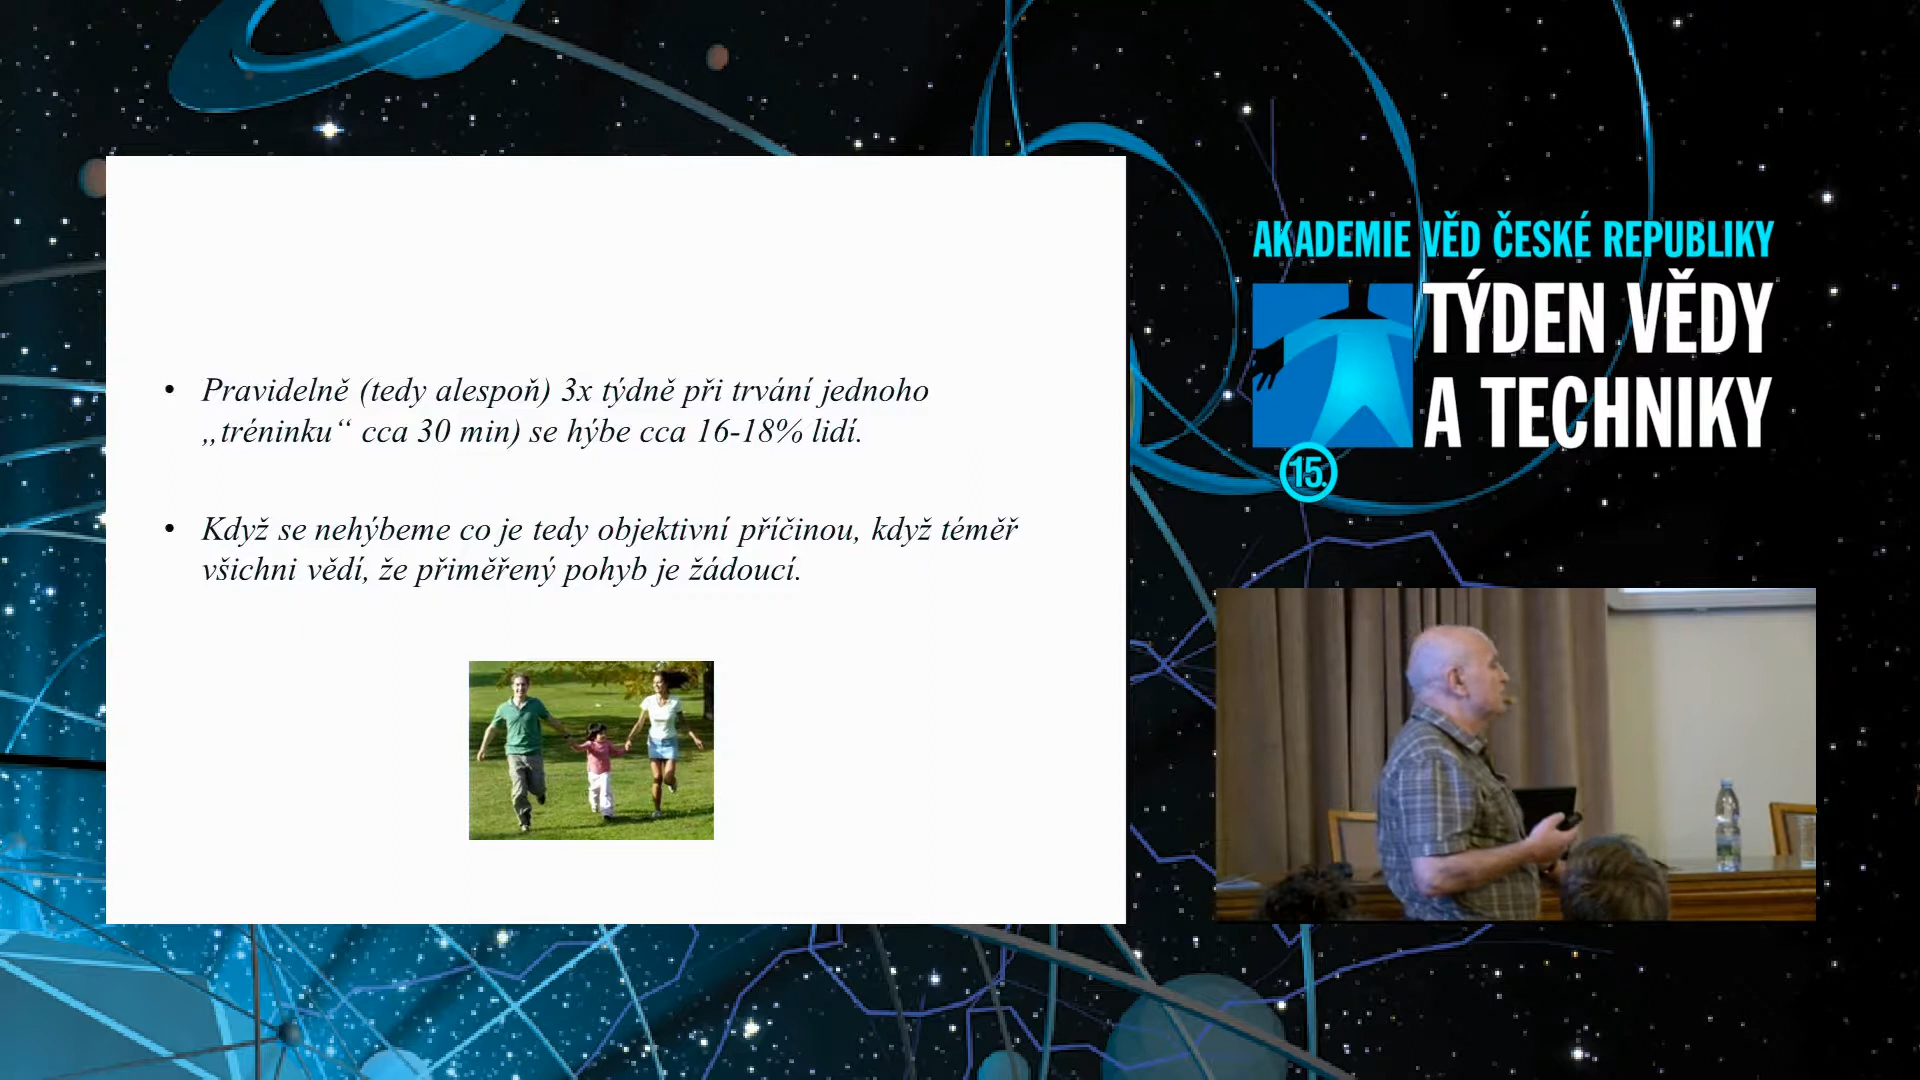 Pravidelně (tedy alespoň) 3x týdně při trvání jednoho
„tréninku“ cca 30 min) se hýbe cca 16-18% lidí.
Když se nehýbeme co je tedy objektivní příčinou, když téměř
všichni vědí, že přiměřený pohyb je žádoucí.
AKADEMIE VĚD ČESKÉ REPUBLIKY
TÝDEN VĚDY
A TECHNIKY
15.